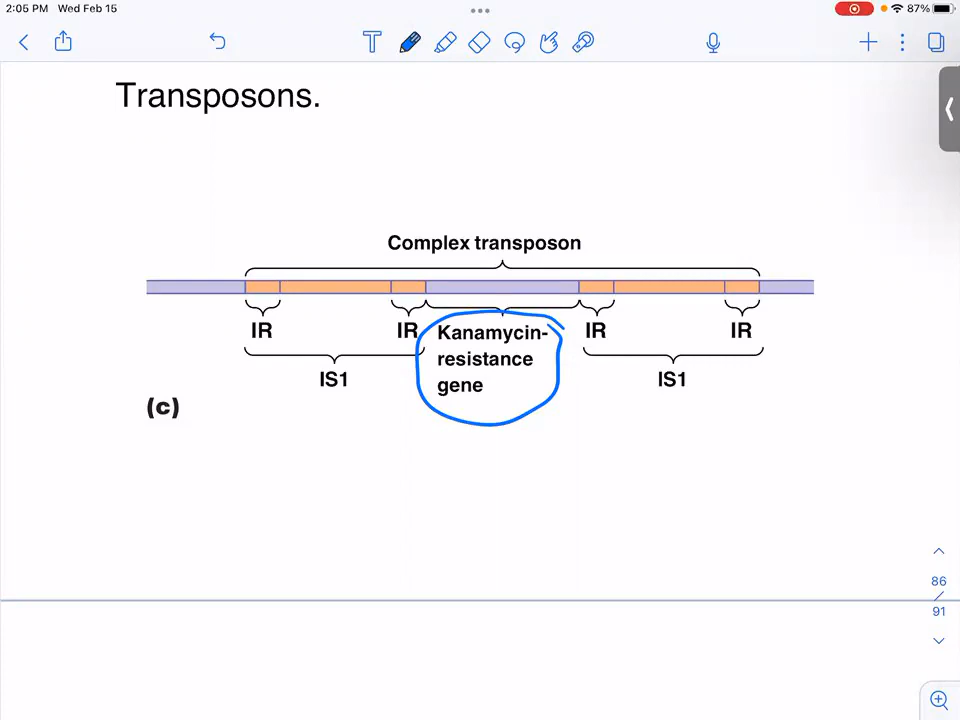 2:05 PM Wed Feb 15
87%
Transposons.
Complex transposon
IR
IR
Kanamycin-
resistance
gene
IR
IR
IS1
IS1
(c)
86
/
91